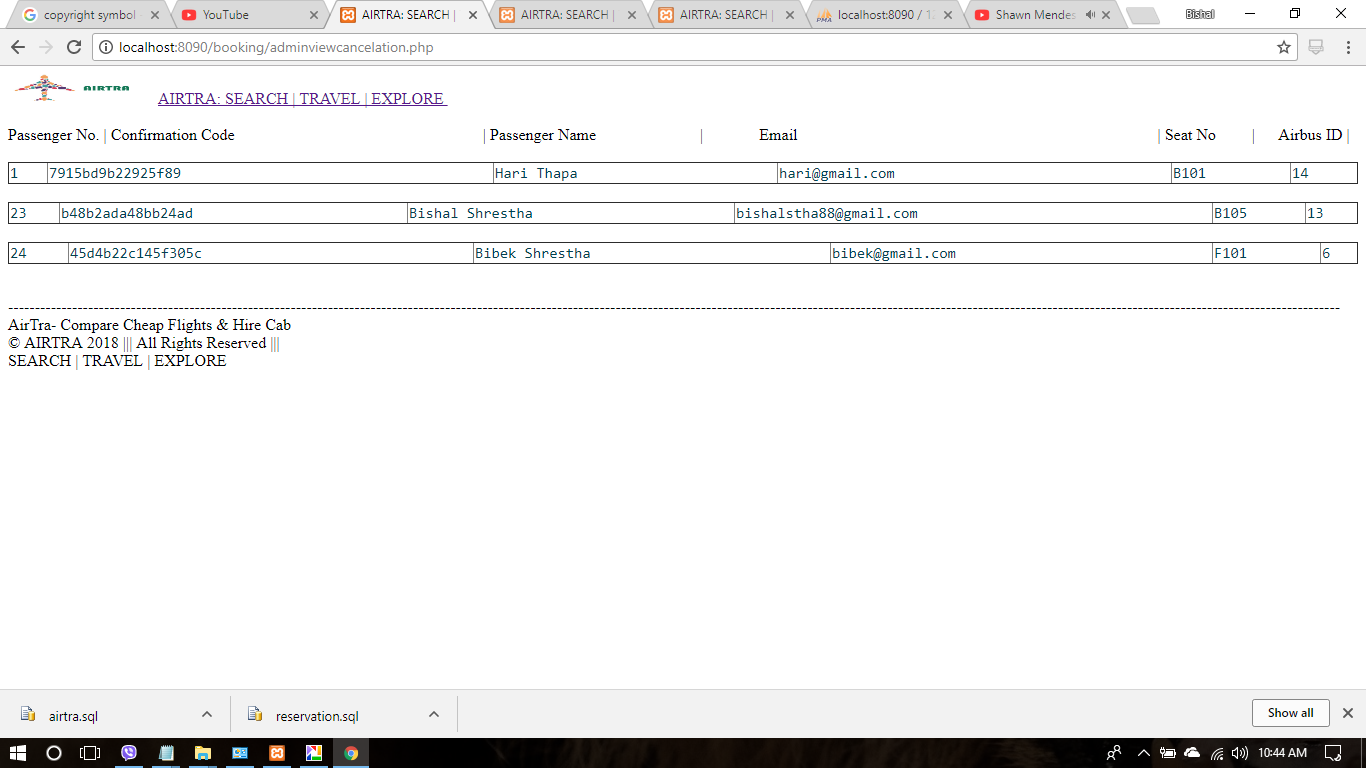 copyright symbol
YouTube
AIRTRA: SEARCH |
AIRTRA: SEARCH |
AIRTRA: SEARCH |
localhost:8090 / 12
Shawn Mendes
Bishal
localhost:8090/booking/adminviewcancelation.php
AIRTRA
AIRTRA: SEARCH | TRAVEL | EXPLORE
Passenger No. | Confirmation Code | Passenger Name | Email | Seat No | Airbus ID |
1 7915bd9b22925f89 Hari Thapa hari@gmail.com B101 14
23 b48b2ada48bb24ad Bishal Shrestha bishalstha88@gmail.com B105 13
24 45d4b22c145f305c Bibek Shrestha bibek@gmail.com F101 6
AirTra- Compare Cheap Flights & Hire Cab
© AIRTRA 2018 ||| All Rights Reserved |||
SEARCH | TRAVEL | EXPLORE
airtra.sql
reservation.sql
Show all
10:44 AM